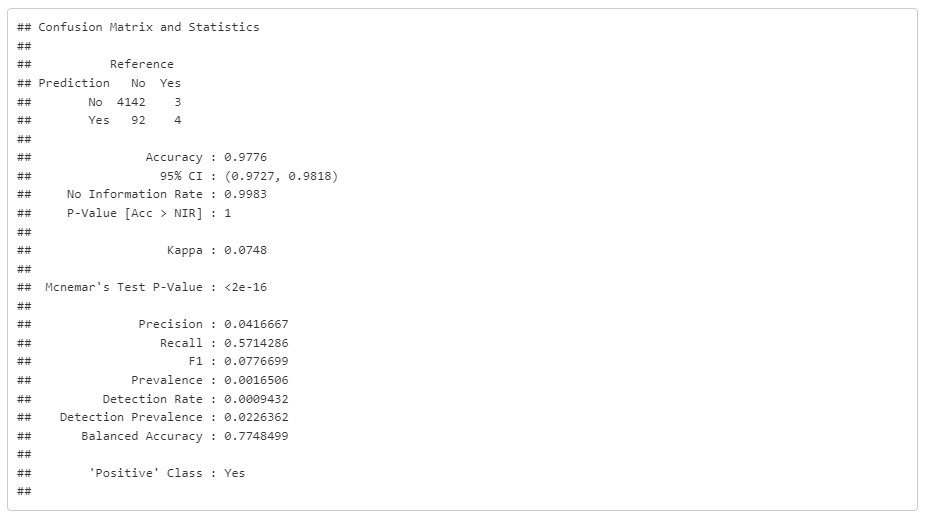 ## Confusion Matrix and Statistics
##
##           Reference
## Prediction   No  Yes
##        No  4142    3
##        Yes   92    4
##
##                Accuracy : 0.9776
##                  95% CI : (0.9727, 0.9818)
##     No Information Rate : 0.9983
##     P-Value [Acc > NIR] : 1
##
##                   Kappa : 0.0748
##
##  Mcnemar's Test P-Value : <2e-16
##
##               Precision : 0.0416667
##                  Recall : 0.5714286
##                      F1 : 0.0776699
##              Prevalence : 0.0016506
##          Detection Rate : 0.0009432
##    Detection Prevalence : 0.0226362
##       Balanced Accuracy : 0.7748499
##
##        'Positive' Class : Yes
##